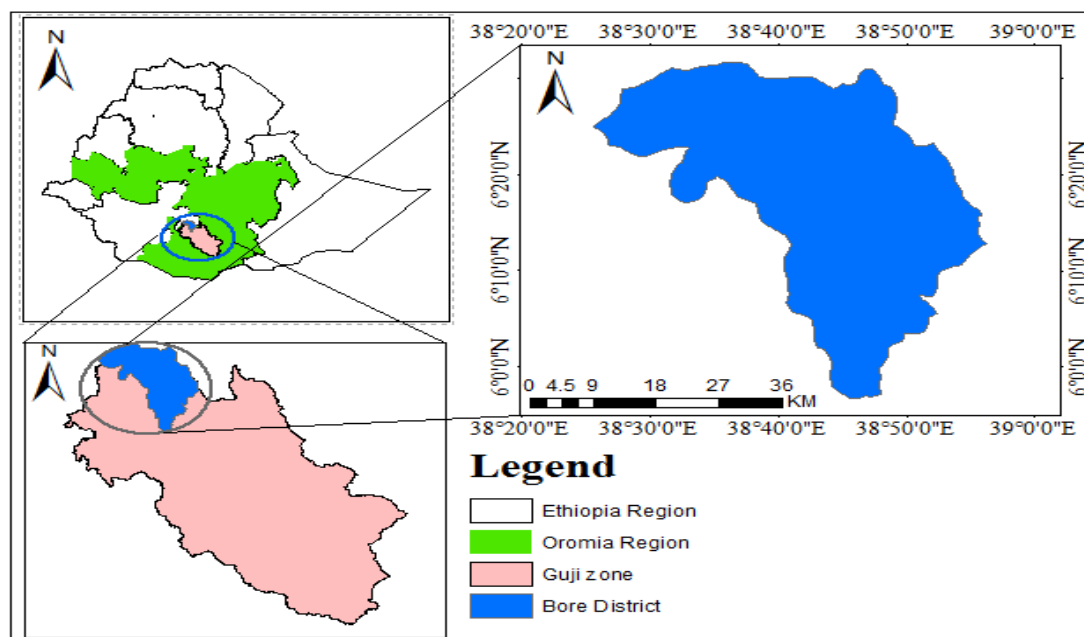 N
N
38°20'0"E 38°30'0"E 38°40'0"E 38°50'0"E 39°0'0"E
N
6°20'0"N
6°20'0"N
6°10'0"N
6°10'0"N
6°0'0"N
6°0'0"N
0 4.5 9 18 27 36
KM
38°20'0"E 38°30'0"E 38°40'0"E 38°50'0"E 39°0'0"E
Legend
Ethiopia Region
Oromia Region
Guji zone
Bore District